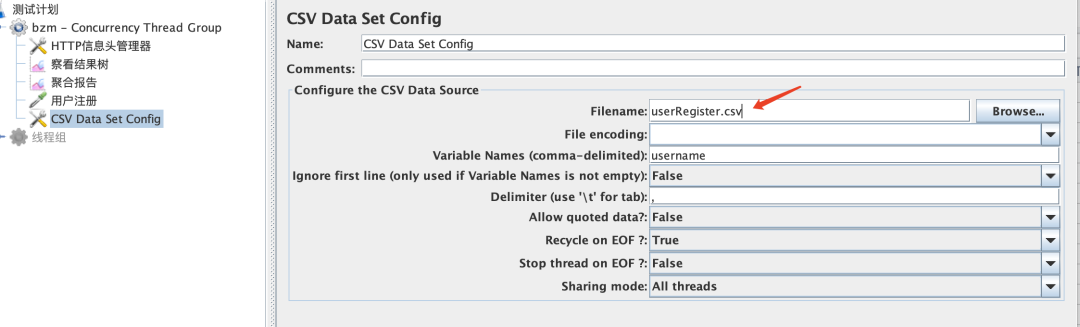 测试计划
bzm - Concurrency Thread Group
HTTP信息头管理器
察看结果树
聚合报告
用户注册
CSV Data Set Config
线程组
CSV Data Set Config
Name: CSV Data Set Config
Comments:
Configure the CSV Data Source
Filename: userRegister.csv Browse...
File encoding:
Variable Names (comma-delimited): username
Ignore first line (only used if Variable Names is not empty): False
Delimiter (use '\t' for tab): ,
Allow quoted data?: False
Recycle on EOF ?: True
Stop thread on EOF ?: False
Sharing mode: All threads